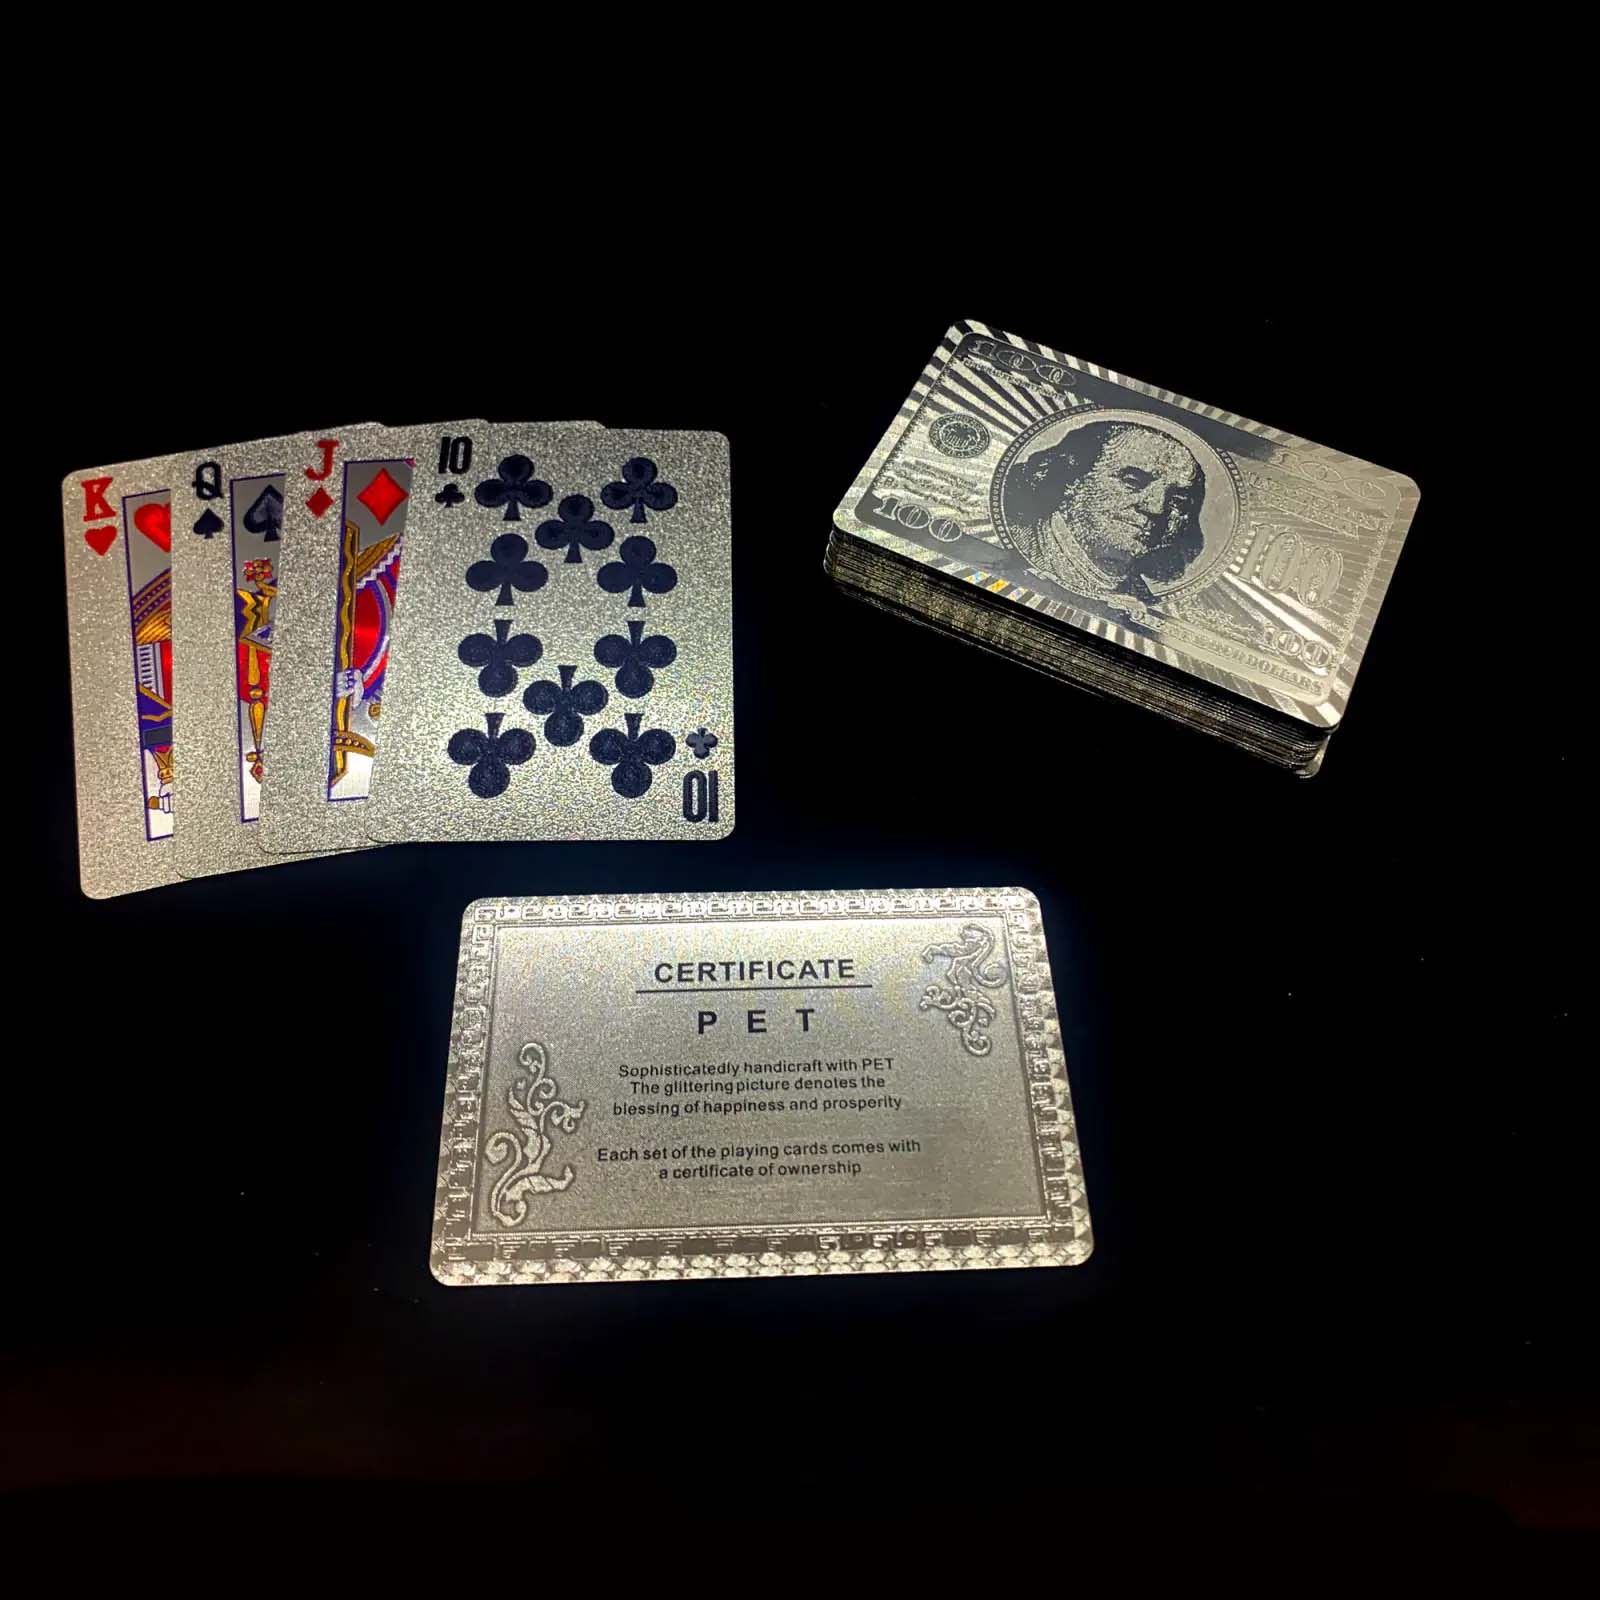 K
Q
J
10
10
100
100
100
100
100
CERTIFICATE
PET
Sophisticatedly handicraft with PET
The glittering picture denotes the
blessing of happiness and prosperity
Each set of the playing cards comes with
a certificate of ownership